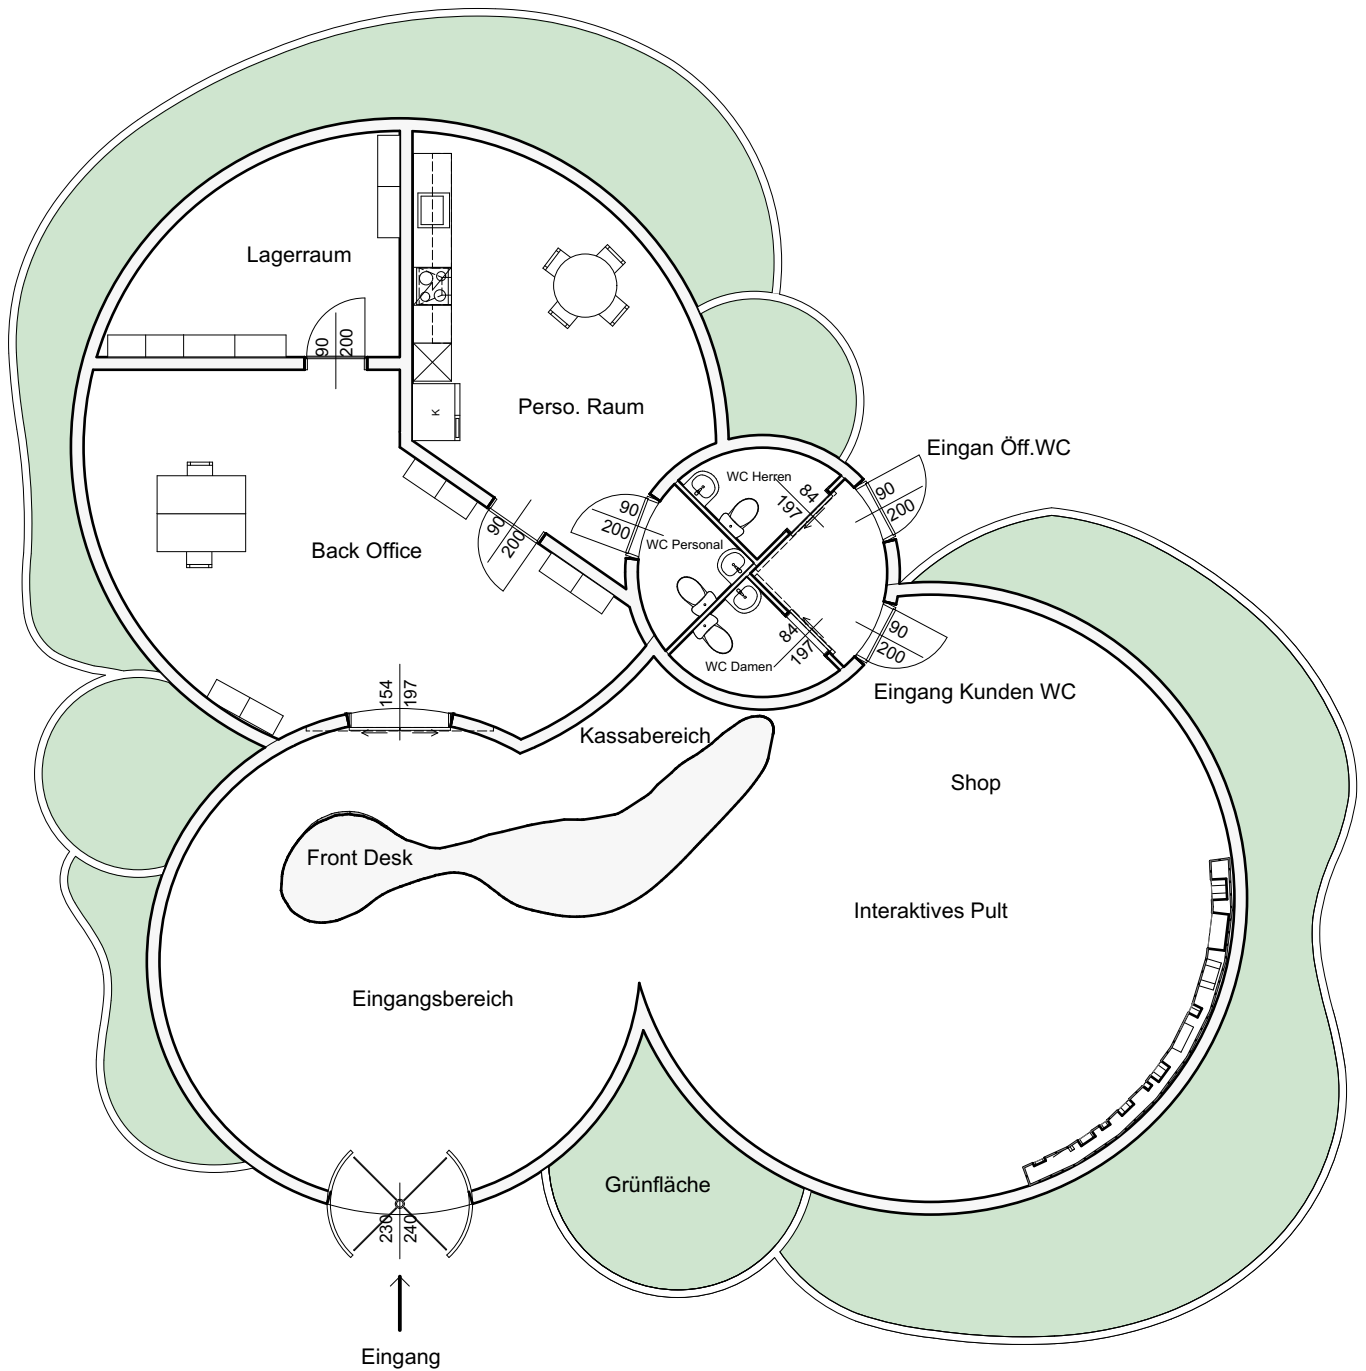 Lagerraum
90
200
K
Perso. Raum
Eingan Öff.WC
WC Herren
84
197
90
200
90
200
90
200
WC Personal
Back Office
84
197
90
200
WC Damen
Eingang Kunden WC
154
197
Kassabereich
Shop
Front Desk
Interaktives Pult
Eingangsbereich
Grünfläche
230
240
Eingang